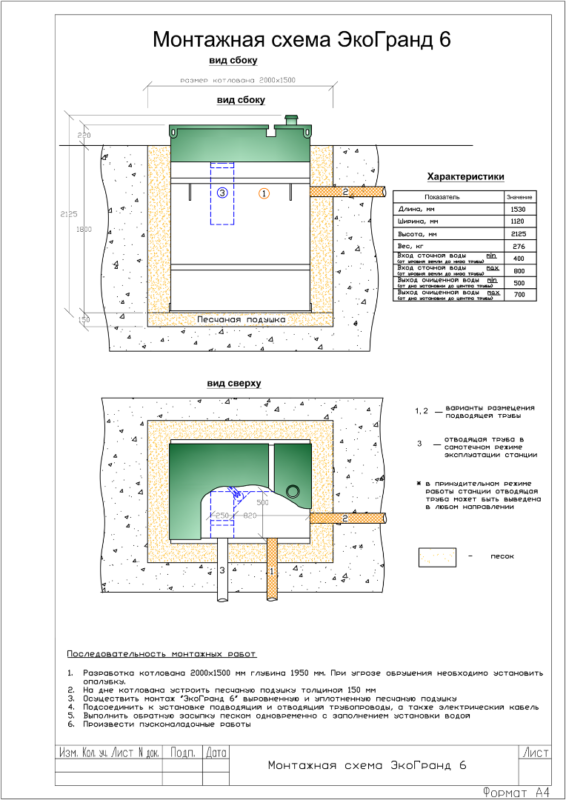 Монтажная схема ЭкоГранд 6
вид сбоку
размер котлована 2000х1500
вид сбоку
220
2125
1800
150
3
1
2
Песчаная подушка
Характеристики
Показатель Значение
Длина, мм 1530
Ширина, мм 1120
Высота, мм 2125
Вес, кг 276
Вход сточной воды min 400
(от уровня земли до низа трубы)
Вход сточной воды max 800
(от уровня земли до низа трубы)
Выход очищенной воды min 500
(от дна установки до центра трубы)
Выход очищенной воды max 700
(от дна установки до центра трубы)
вид сверху
500
250 820
2
3
1
1,2 — варианты размещения
подводящей трубы
3 — отводящая труба в
самотечном режиме
эксплуатации станции
* в принудительном режиме
работы станции отводящая
труба может быть выведена
в любом направлении
- песок
Последовательность монтажных работ
1. Разработка котлована 2000х1500 мм глубина 1950 мм. При угрозе обрушения необходимо установить
опалубку.
2. На дне котлована устроить песчаную подушку толщиной 150 мм
3. Осуществить монтаж "ЭкоГранд 6" выровненную и уплотненную песчаную подушку
4. Подсоединить к установке подводящий и отводящий трубопроводы, а также электрический кабель
5. Выполнить обратную засыпку песком одновременно с заполнением установки водой
6. Произвести пусконаладочные работы
Изм. Кол. уч. Лист N док. Подп. Дата
Монтажная схема ЭкоГранд 6
Лист
Формат А4